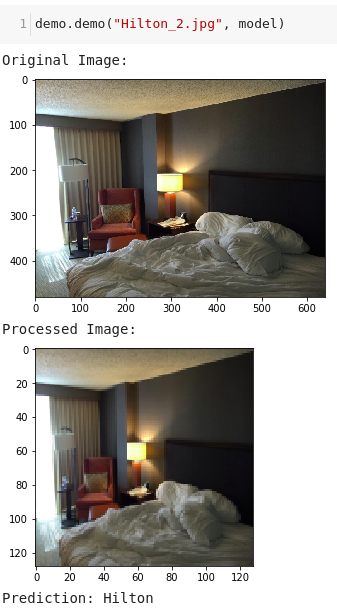 1 demo.demo("Hilton_2.jpg", model)
Original Image:
0
100
200
300
400
0 100 200 300 400 500 600
Processed Image:
0
20
40
60
80
100
120
0 20 40 60 80 100 120
Prediction: Hilton